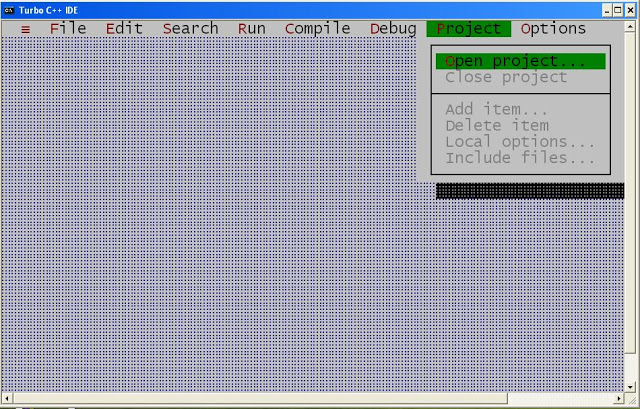 Turbo C++ IDE
≡ File Edit Search Run Compile Debug Project Options
Open project...
Close project
Add item...
Delete item
Local options...
Include files...